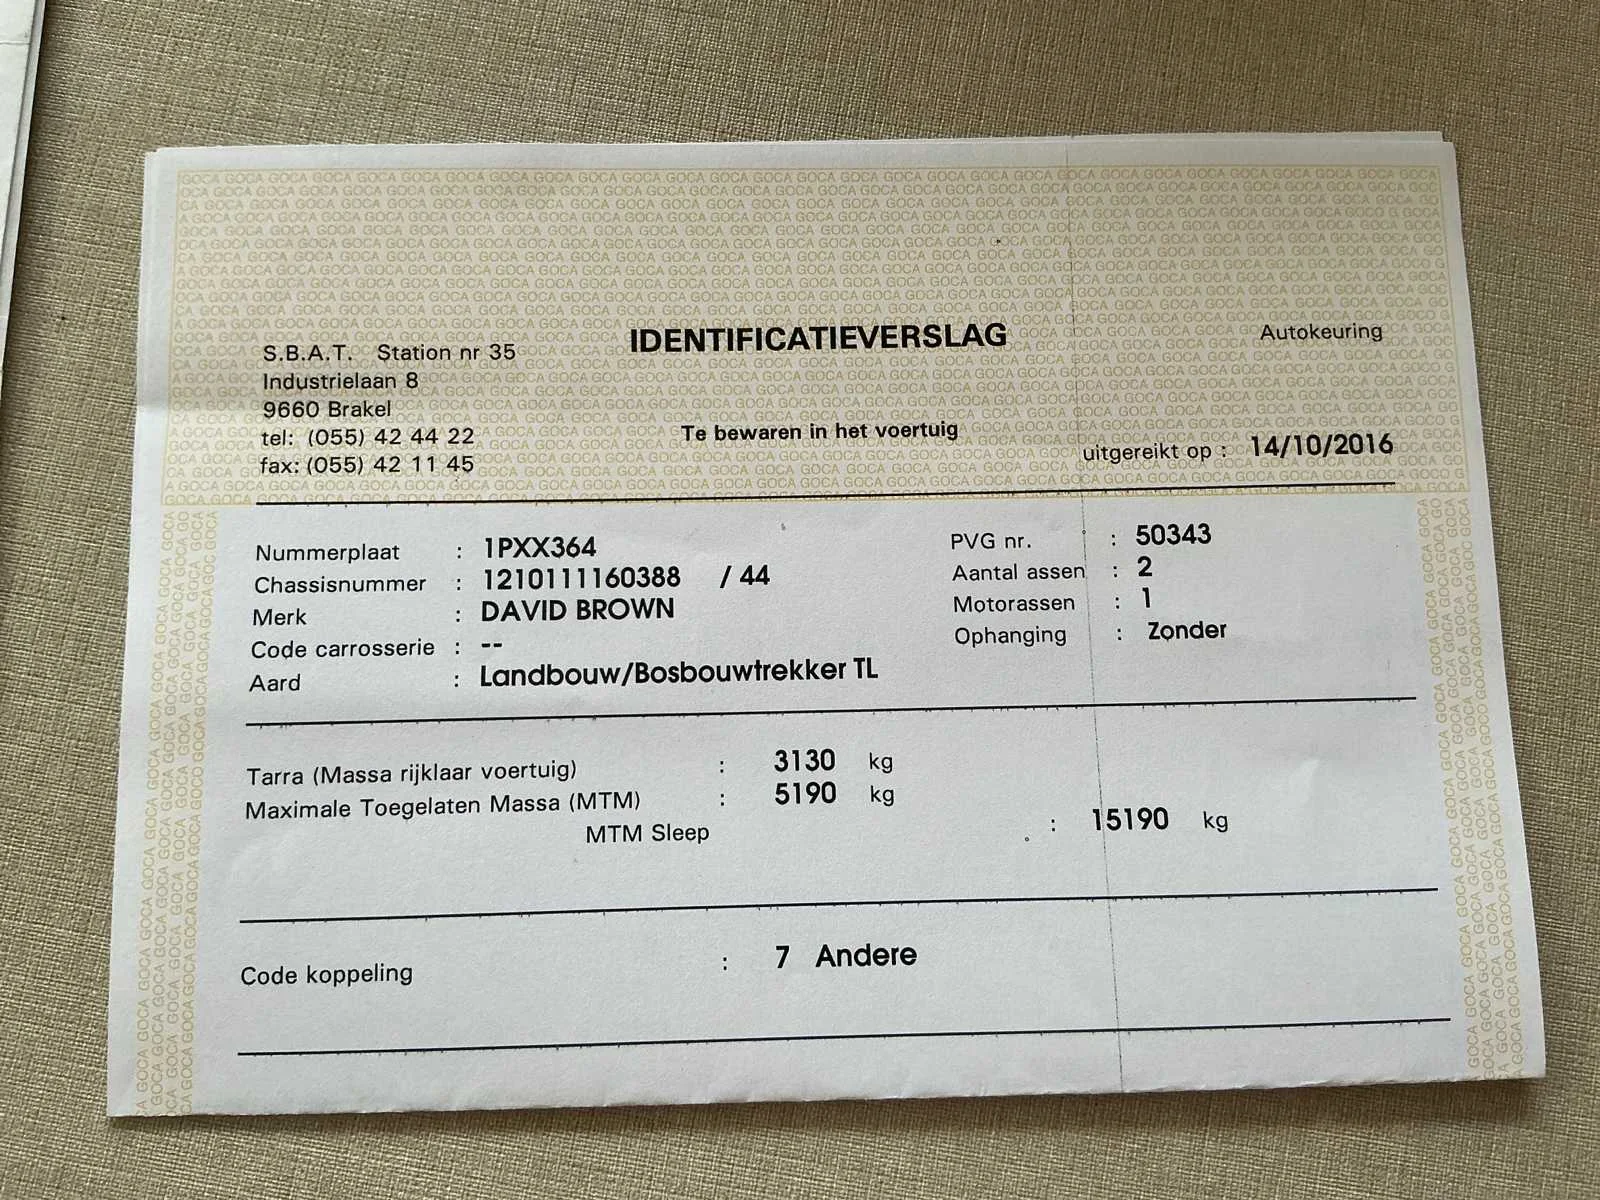 IDENTIFICATIEVERSLAG
Autokeuring
S.B.A.T. Station nr 35
Industrielaan 8
9660 Brakel
tel: (055) 42 44 22
fax: (055) 42 11 45
Te bewaren in het voertuig
uitgereikt op : 14/10/2016
Nummerplaat : 1PXX364
Chassisnummer : 1210111160388 / 44
Merk : DAVID BROWN
Code carrosserie : --
Aard : Landbouw/Bosbouwtrekker TL
PVG nr. : 50343
Aantal assen : 2
Motorassen : 1
Ophanging : Zonder
Tarra (Massa rijklaar voertuig) : 3130 kg
Maximale Toegelaten Massa (MTM) : 5190 kg
MTM Sleep : 15190 kg
Code koppeling : 7 Andere